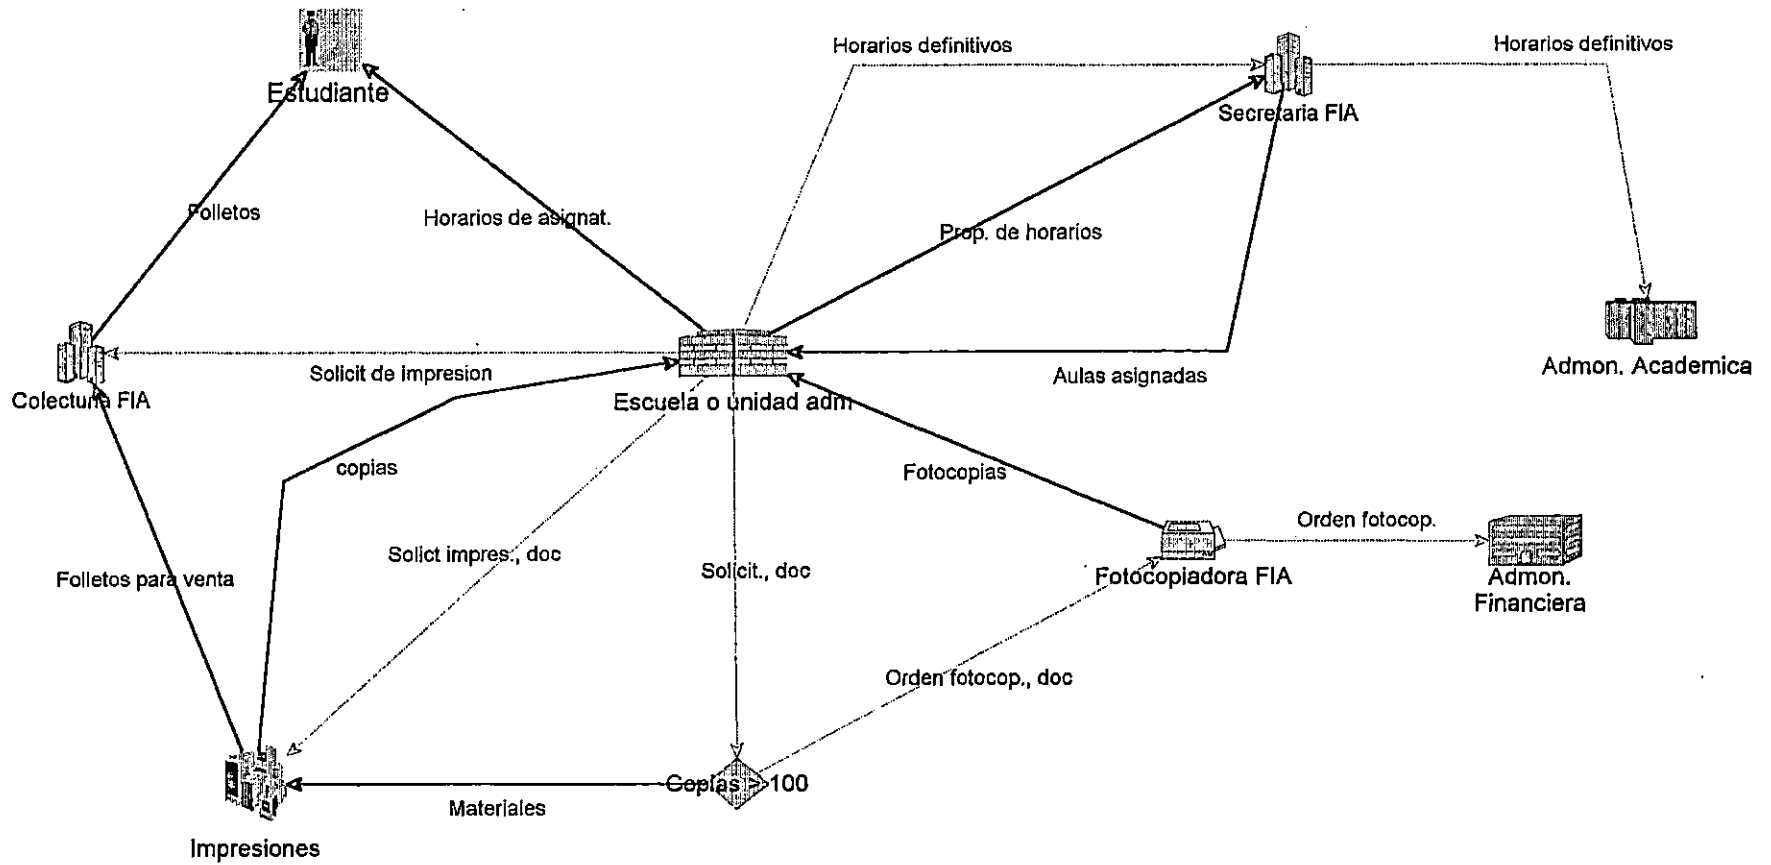 Horarios definitivos
Horarios definitivos
Estudiante
Secretaria FIA
Folletos
Horarios de asignat.
Prop. de horarios
Solicit de impresion
Aulas asignadas
Admon. Academica
Colecturia FIA
Escuela o unidad adm
copias
Fotocopias
Orden fotocop.
Solict impres., doc
Solicit., doc
Folletos para venta
Fotocopiadora FIA
Admon.
Financiera
Orden fotocop., doc
Copias > 100
Materiales
Impresiones